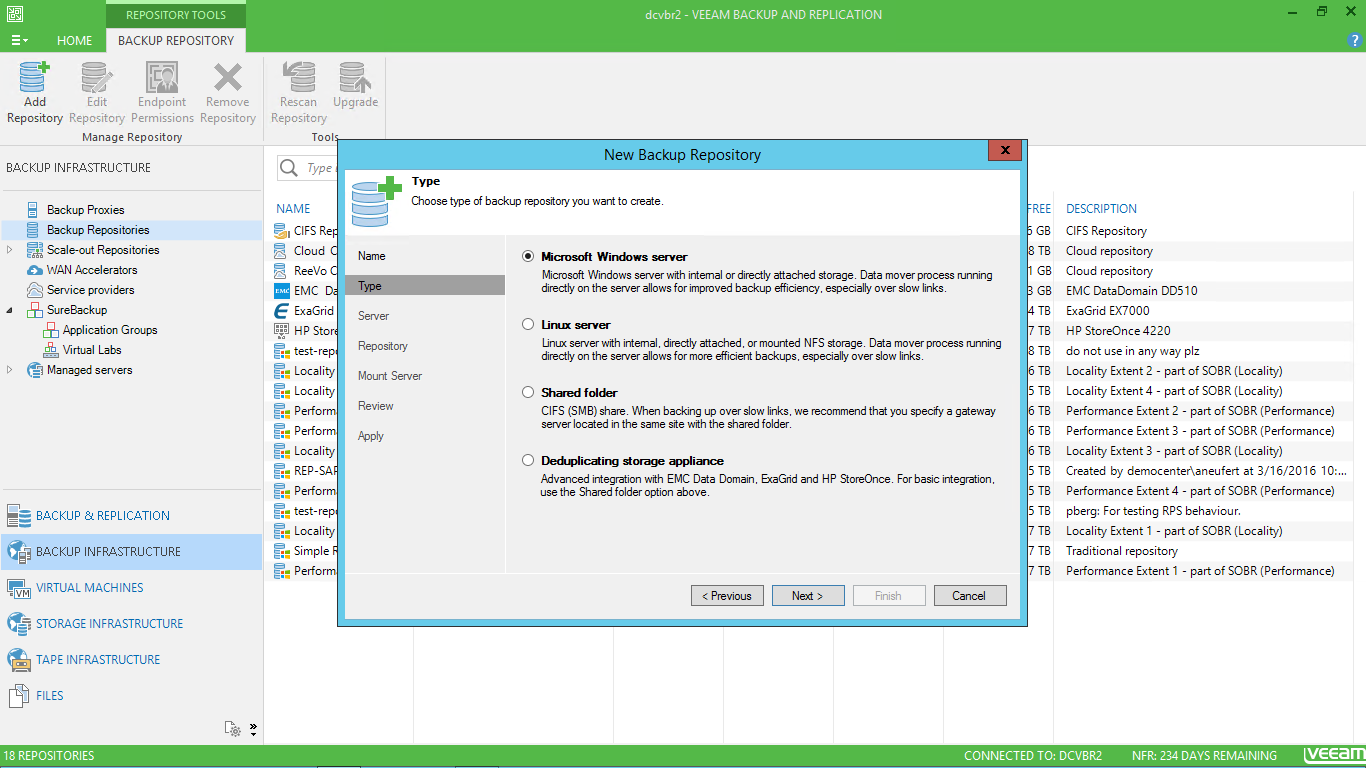 REPOSITORY TOOLS
dcvbr2 - VEEAM BACKUP AND REPLICATION
HOME
BACKUP REPOSITORY
?
Add Repository
Edit Repository
Endpoint Permissions
Remove Repository
Rescan Repository
Upgrade
Manage Repository
Tools
BACKUP INFRASTRUCTURE
Backup Proxies
Backup Repositories
Scale-out Repositories
WAN Accelerators
Service providers
SureBackup
Application Groups
Virtual Labs
Managed servers
BACKUP & REPLICATION
BACKUP INFRASTRUCTURE
VIRTUAL MACHINES
STORAGE INFRASTRUCTURE
TAPE INFRASTRUCTURE
FILES
Type
NAME
FREE
DESCRIPTION
CIFS Rep
6 GB
CIFS Repository
Cloud
8 TB
Cloud repository
ReeVo C
1 GB
Cloud repository
EMC Da
3 GB
EMC DataDomain DD510
ExaGrid
4 TB
ExaGrid EX7000
HP Store
7 TB
HP StoreOnce 4220
test-repo
8 TB
do not use in any way plz
Locality
6 TB
Locality Extent 2 - part of SOBR (Locality)
Locality
5 TB
Locality Extent 4 - part of SOBR (Locality)
Perform
6 TB
Performance Extent 2 - part of SOBR (Performance)
Perform
6 TB
Performance Extent 3 - part of SOBR (Performance)
Locality
6 TB
Locality Extent 3 - part of SOBR (Locality)
REP-SAP
5 TB
Created by democenter\aneufert at 3/16/2016 10:...
Perform
5 TB
Performance Extent 4 - part of SOBR (Performance)
test-repo
5 TB
pberg: For testing RPS behaviour.
Locality
7 TB
Locality Extent 1 - part of SOBR (Locality)
Simple R
7 TB
Traditional repository
Perform
7 TB
Performance Extent 1 - part of SOBR (Performance)
New Backup Repository
X
Type
Choose type of backup repository you want to create.
Name
Type
Server
Repository
Mount Server
Review
Apply
Microsoft Windows server
Microsoft Windows server with internal or directly attached storage. Data mover process running
directly on the server allows for improved backup efficiency, especially over slow links.
Linux server
Linux server with internal, directly attached, or mounted NFS storage. Data mover process running
directly on the server allows for more efficient backups, especially over slow links.
Shared folder
CIFS (SMB) share. When backing up over slow links, we recommend that you specify a gateway
server located in the same site with the shared folder.
Deduplicating storage appliance
Advanced integration with EMC Data Domain, ExaGrid and HP StoreOnce. For basic integration,
use the Shared folder option above.
< Previous
Next >
Finish
Cancel
18 REPOSITORIES
CONNECTED TO: DCVBR2
NFR: 234 DAYS REMAINING
veeam